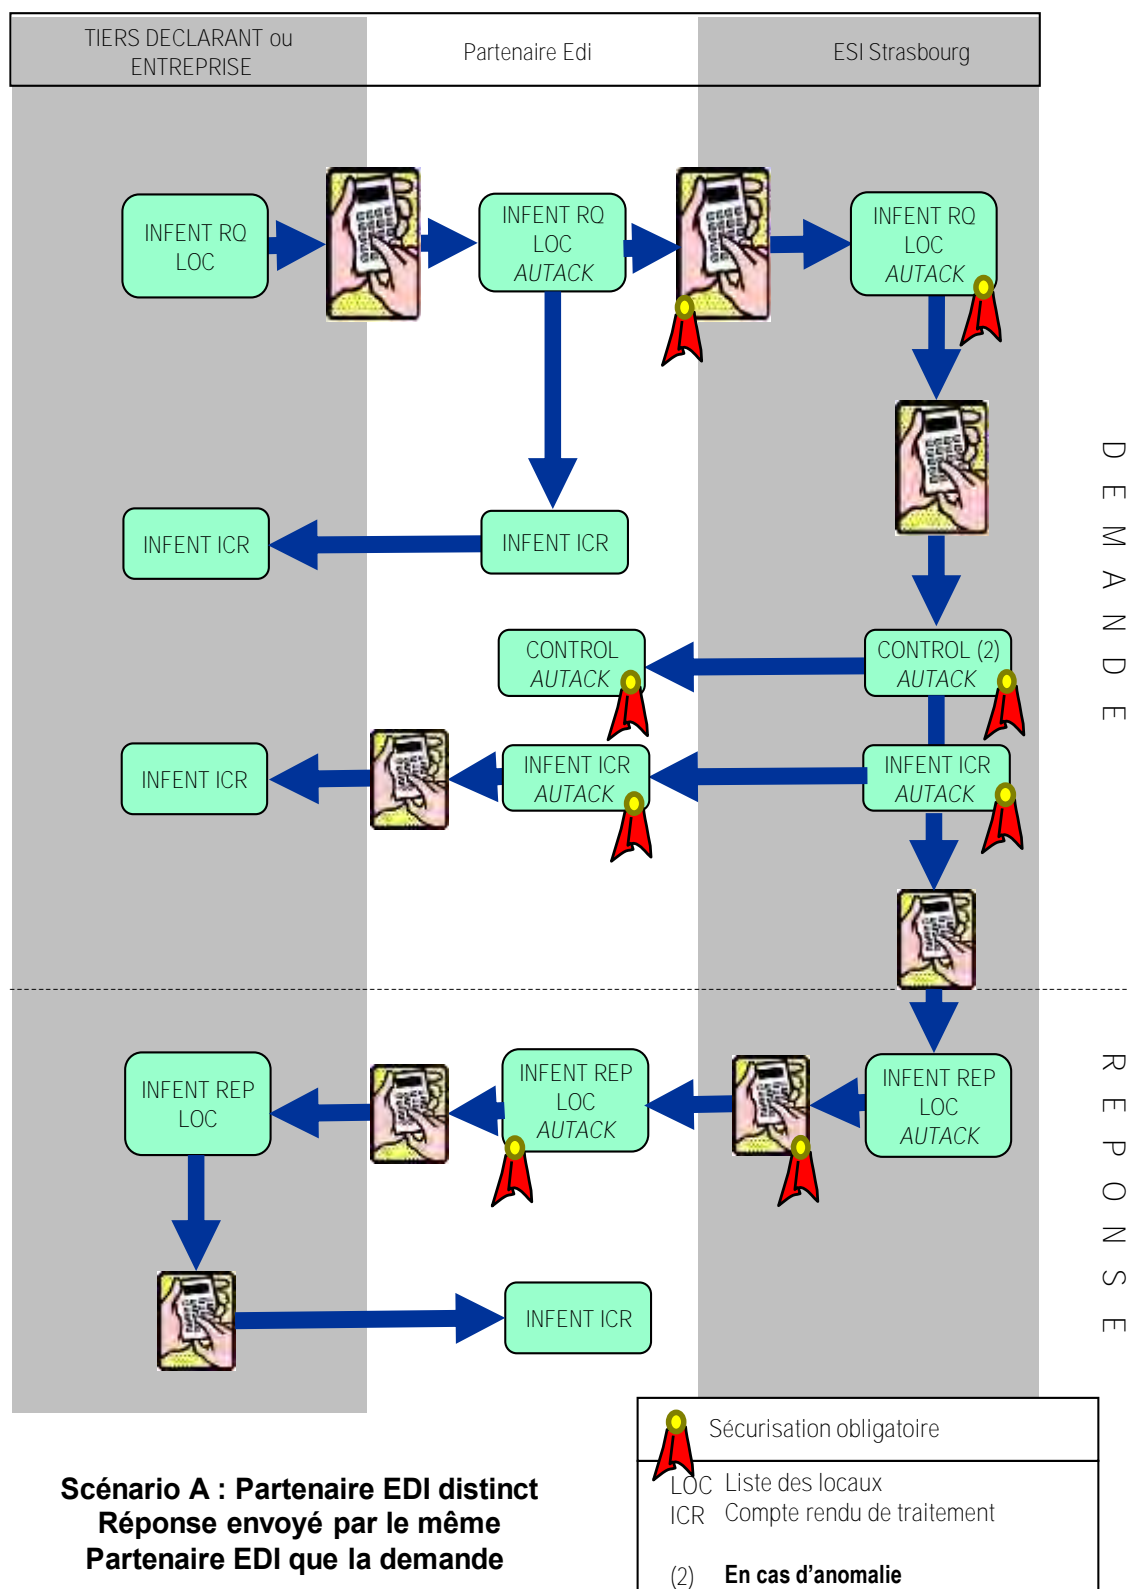 TIERS DECLARANT ou
ENTREPRISE
Partenaire Edi
ESI Strasbourg
INFENT RQ
LOC
INFENT RQ
LOC
AUTACK
INFENT RQ
LOC
AUTACK
INFENT ICR
INFENT ICR
CONTROL
AUTACK
CONTROL (2)
AUTACK
INFENT ICR
INFENT ICR
AUTACK
INFENT ICR
AUTACK
DEMANDE
INFENT REP
LOC
INFENT REP
LOC
AUTACK
INFENT REP
LOC
AUTACK
INFENT ICR
REPONSE
Sécurisation obligatoire
LOC Liste des locaux
ICR Compte rendu de traitement
(2) En cas d'anomalie
Scénario A : Partenaire EDI distinct
Réponse envoyé par le même
Partenaire EDI que la demande